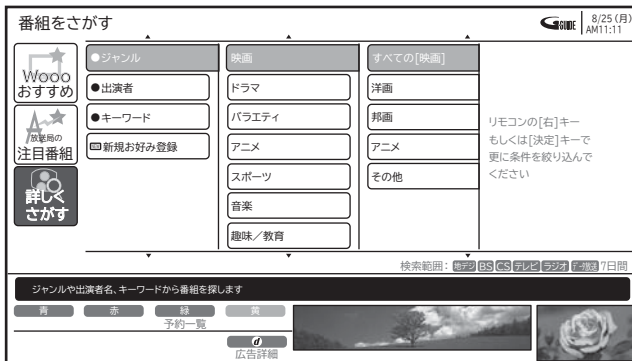 番組をさがす
GGUIDE
8/25 (月)
AM11:11
Wooo
おすすめ
放送局の
注目番組
詳しく
さがす
●ジャンル
●出演者
●キーワード
新規お好み登録
映画
ドラマ
バラエティ
アニメ
スポーツ
音楽
趣味／教育
すべての[映画]
洋画
邦画
アニメ
その他
リモコンの[右]キー
もしくは[決定]キーで
更に条件を絞り込んで
ください
検索範囲： 地デジ BS CS テレビ ラジオ データ放送 7日間
ジャンルや出演者名、キーワードから番組を探します
青 赤 緑 黄
予約一覧
d
広告詳細